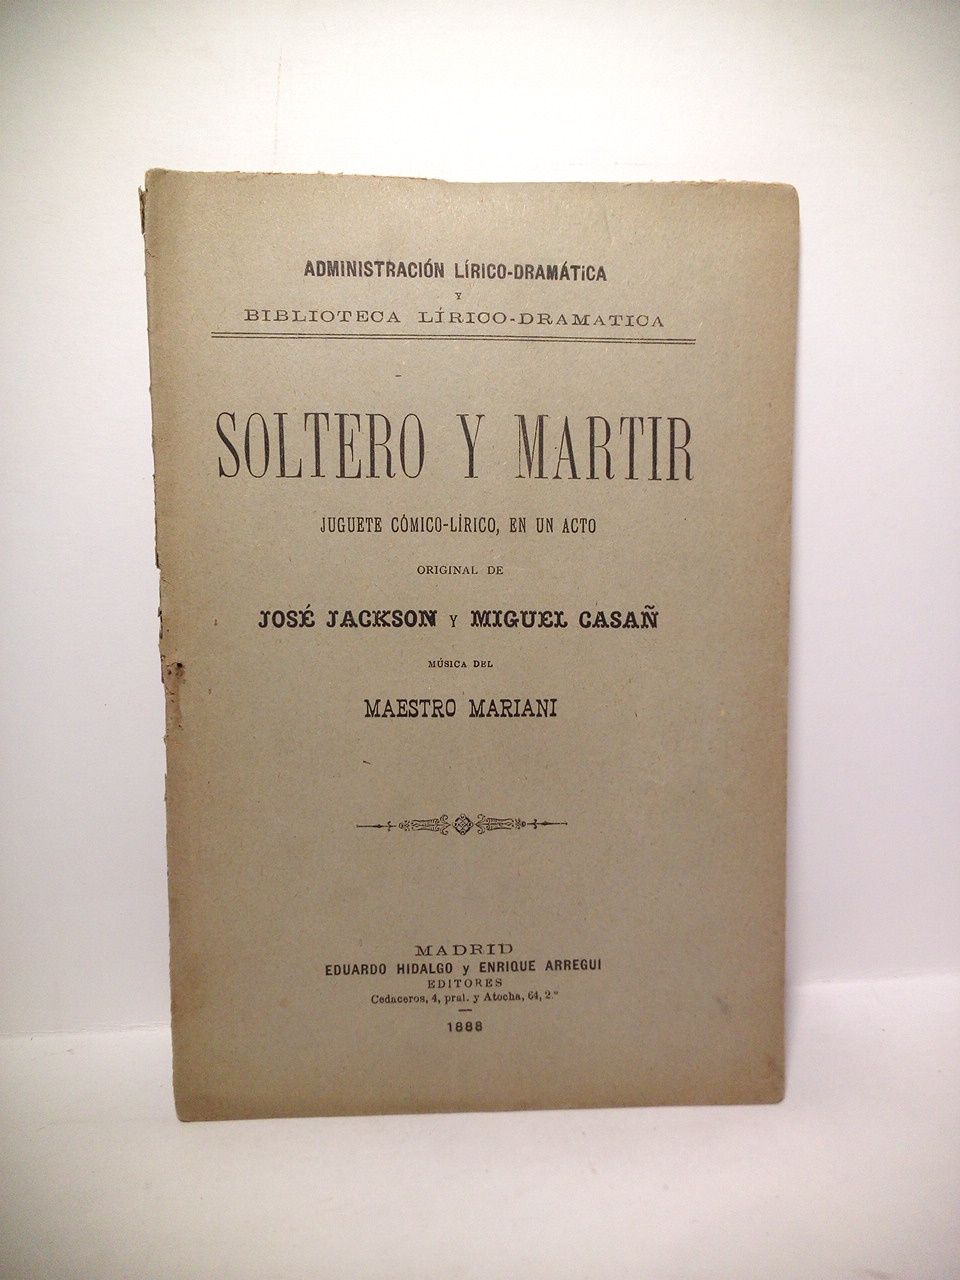 ADMINISTRACIÓN LÍRICO-DRAMÁTiCA
Y
BIBLIOTECA LÍRICO-DRAMATICA
SOLTERO Y MARTIR
JUGUETE CÓMICO-LÍRICO, EN UN ACTO
ORIGINAL DE
JOSÉ JACKSON Y MIGUEL CASAÑ
MÚSICA DEL
MAESTRO MARIANI
MADRID
EDUARDO HIDALGO y ENRIQUE ARREGUI
EDITORES
Cedaceros, 4, pral. y Atocha, 64, 2.º
1888